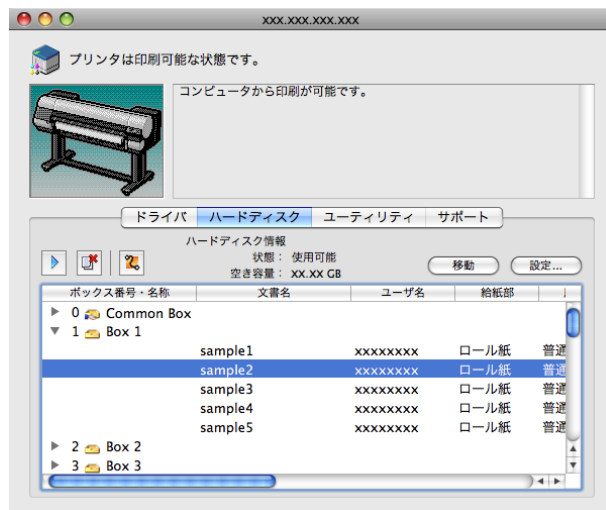 xxx.xxx.xxx.xxx
プリンタは印刷可能な状態です。
コンピュータから印刷が可能です。
ドライバ ハードディスク ユーティリティ サポート
ハードディスク情報
状態： 使用可能
空き容量： XX.XX GB
移動 設定...
ボックス番号・名称 文書名 ユーザ名 給紙部
0 Common Box
1 Box 1
sample1 xxxxxxxx ロール紙 普通
sample2 xxxxxxxx ロール紙 普通
sample3 xxxxxxxx ロール紙 普通
sample4 xxxxxxxx ロール紙 普通
sample5 xxxxxxxx ロール紙 普通
2 Box 2
3 Box 3